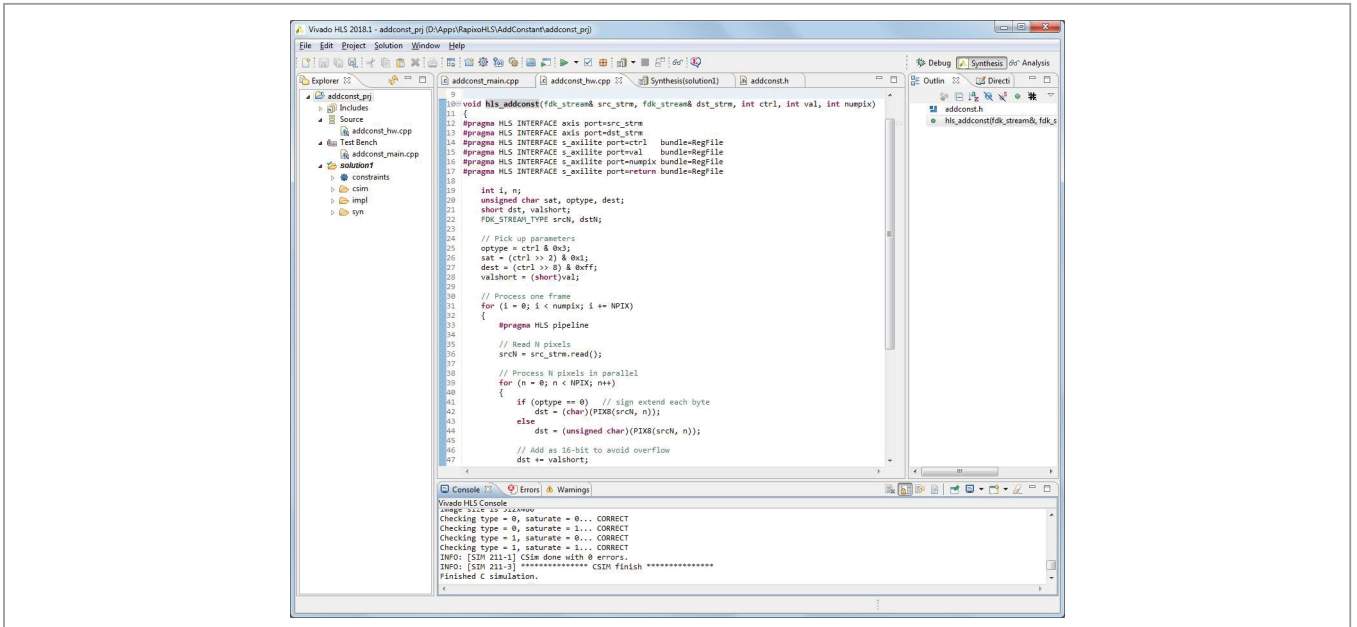 Vivado HLS 2018.1 - addconst_prj (D:\Apps\RapixoHLS\AddConstant\addconst_prj)
File Edit Project Solution Window Help
Debug Synthesis Analysis
Explorer
addconst_prj
Includes
Source
addconst_hw.cpp
Test Bench
addconst_main.cpp
solution1
constraints
csim
impl
syn
addconst_main.cpp addconst_hw.cpp Synthesis(solution1) addconst.h
9
10 void hls_addconst(fdk_stream& src_strm, fdk_stream& dst_strm, int ctrl, int val, int numpix)
11 {
12 #pragma HLS INTERFACE axis port=src_strm
13 #pragma HLS INTERFACE axis port=dst_strm
14 #pragma HLS INTERFACE s_axilite port=ctrl   bundle=RegFile
15 #pragma HLS INTERFACE s_axilite port=val    bundle=RegFile
16 #pragma HLS INTERFACE s_axilite port=numpix bundle=RegFile
17 #pragma HLS INTERFACE s_axilite port=return bundle=RegFile
18
19     int i, n;
20     unsigned char sat, optype, dest;
21     short dst, valshort;
22     FDK_STREAM_TYPE srcN, dstN;
23
24     // Pick up parameters
25     optype = ctrl & 0x3;
26     sat = (ctrl >> 2) & 0x1;
27     dest = (ctrl >> 8) & 0xff;
28     valshort = (short)val;
29
30     // Process one frame
31     for (i = 0; i < numpix; i += NPIX)
32     {
33         #pragma HLS pipeline
34
35         // Read N pixels
36         srcN = src_strm.read();
37
38         // Process N pixels in parallel
39         for (n = 0; n < NPIX; n++)
40         {
41             if (optype == 0)   // sign extend each byte
42                 dst = (char)(PIX8(srcN, n));
43             else
44                 dst = (unsigned char)(PIX8(srcN, n));
45
46             // Add as 16-bit to avoid overflow
47             dst += valshort;
Outlin Directi
addconst.h
hls_addconst(fdk_stream&, fdk_s
Console Errors Warnings
Vivado HLS Console
Image size is 512x480
Checking type = 0, saturate = 0... CORRECT
Checking type = 0, saturate = 1... CORRECT
Checking type = 1, saturate = 0... CORRECT
Checking type = 1, saturate = 1... CORRECT
INFO: [SIM 211-1] CSim done with 0 errors.
INFO: [SIM 211-3] *************** CSIM finish ***************
Finished C simulation.